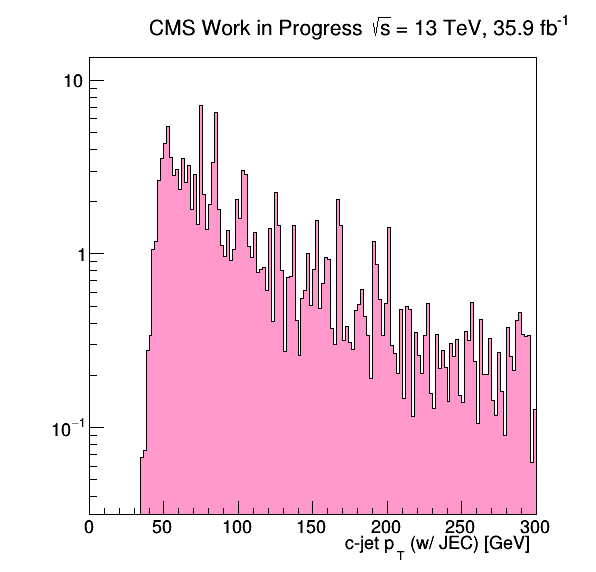 CMS Work in Progress √s = 13 TeV, 35.9 fb⁻¹
10
1
10⁻¹
0 50 100 150 200 250 300
c-jet p_T (w/ JEC) [GeV]